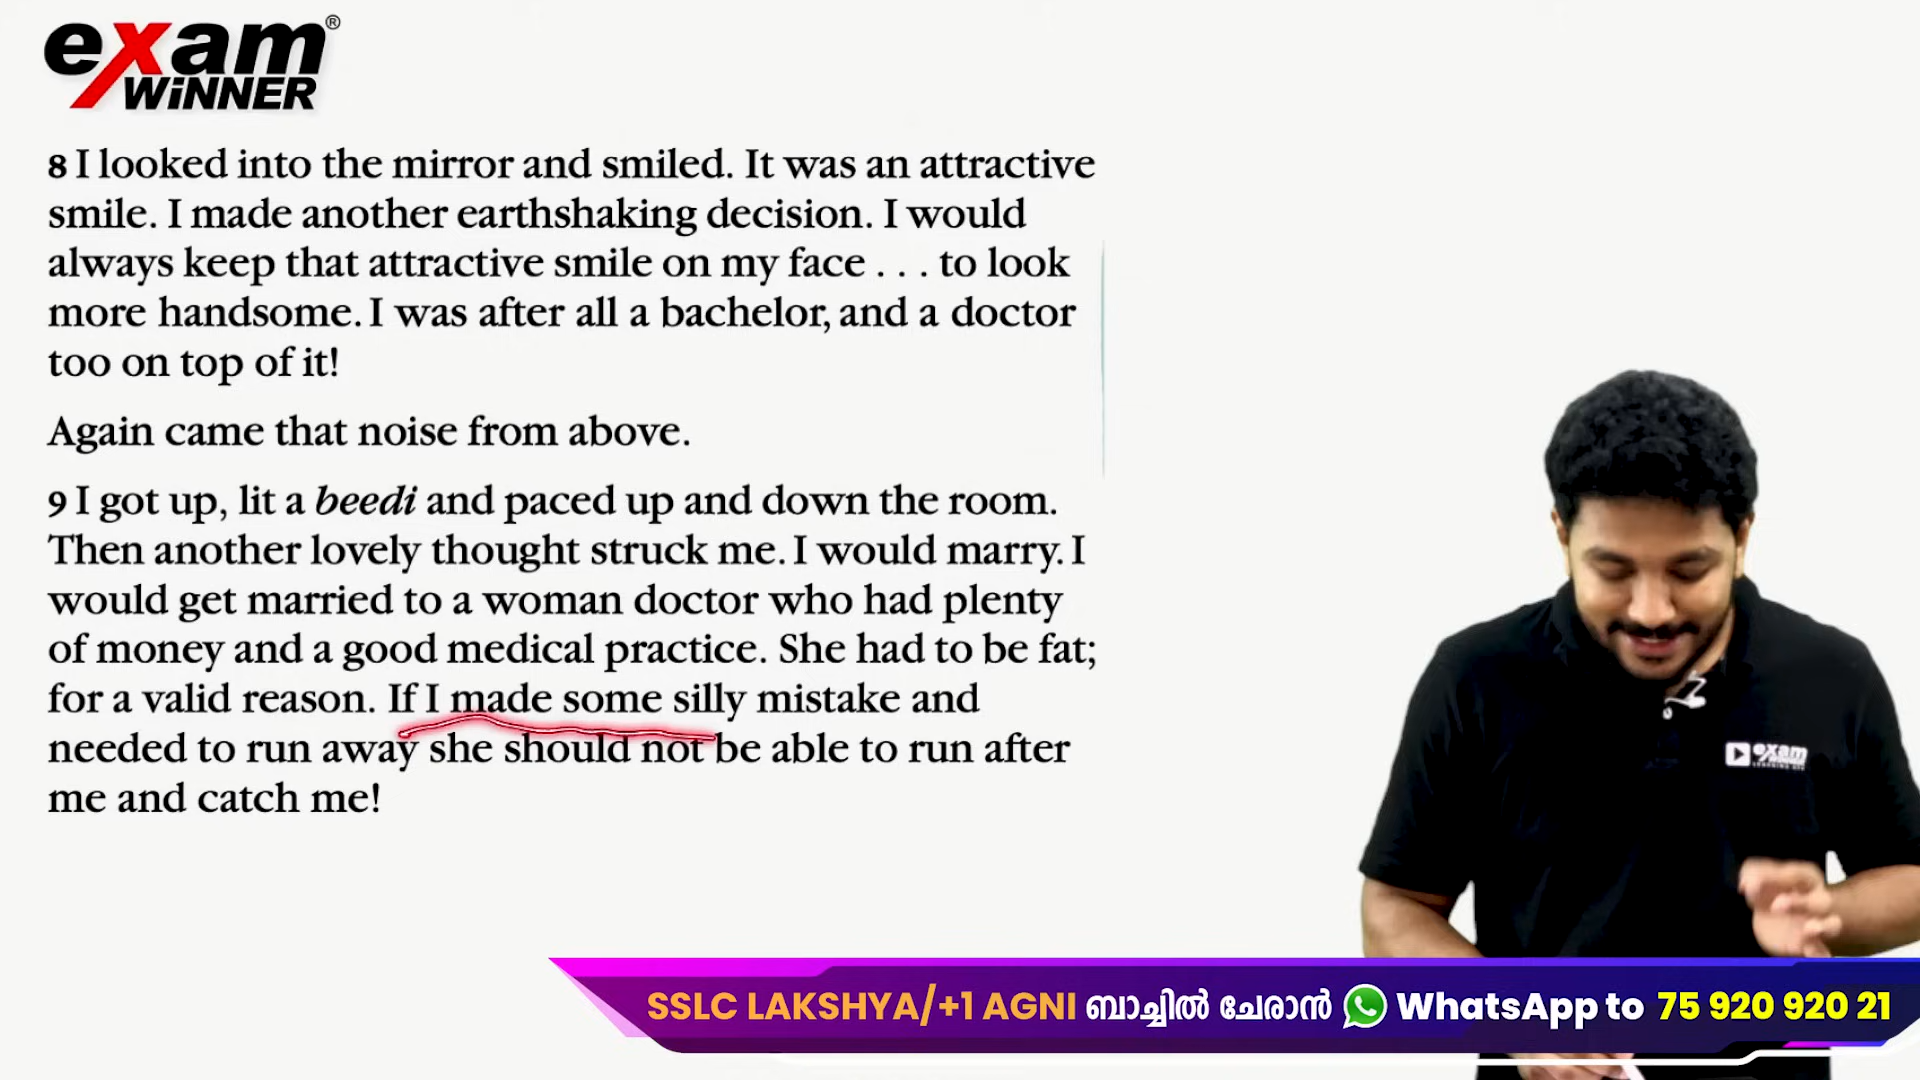 exam®
WiNNER
8 I looked into the mirror and smiled. It was an attractive
smile. I made another earthshaking decision. I would
always keep that attractive smile on my face . . . to look
more handsome. I was after all a bachelor, and a doctor
too on top of it!
Again came that noise from above.
9 I got up, lit a beedi and paced up and down the room.
Then another lovely thought struck me. I would marry. I
would get married to a woman doctor who had plenty
of money and a good medical practice. She had to be fat;
for a valid reason. If I made some silly mistake and
needed to run away she should not be able to run after
me and catch me!
exam
WINNER
LEARNING APP
SSLC LAKSHYA/+1 AGNI ബാച്ചിൽ ചേരാൻ WhatsApp to 75 920 920 21